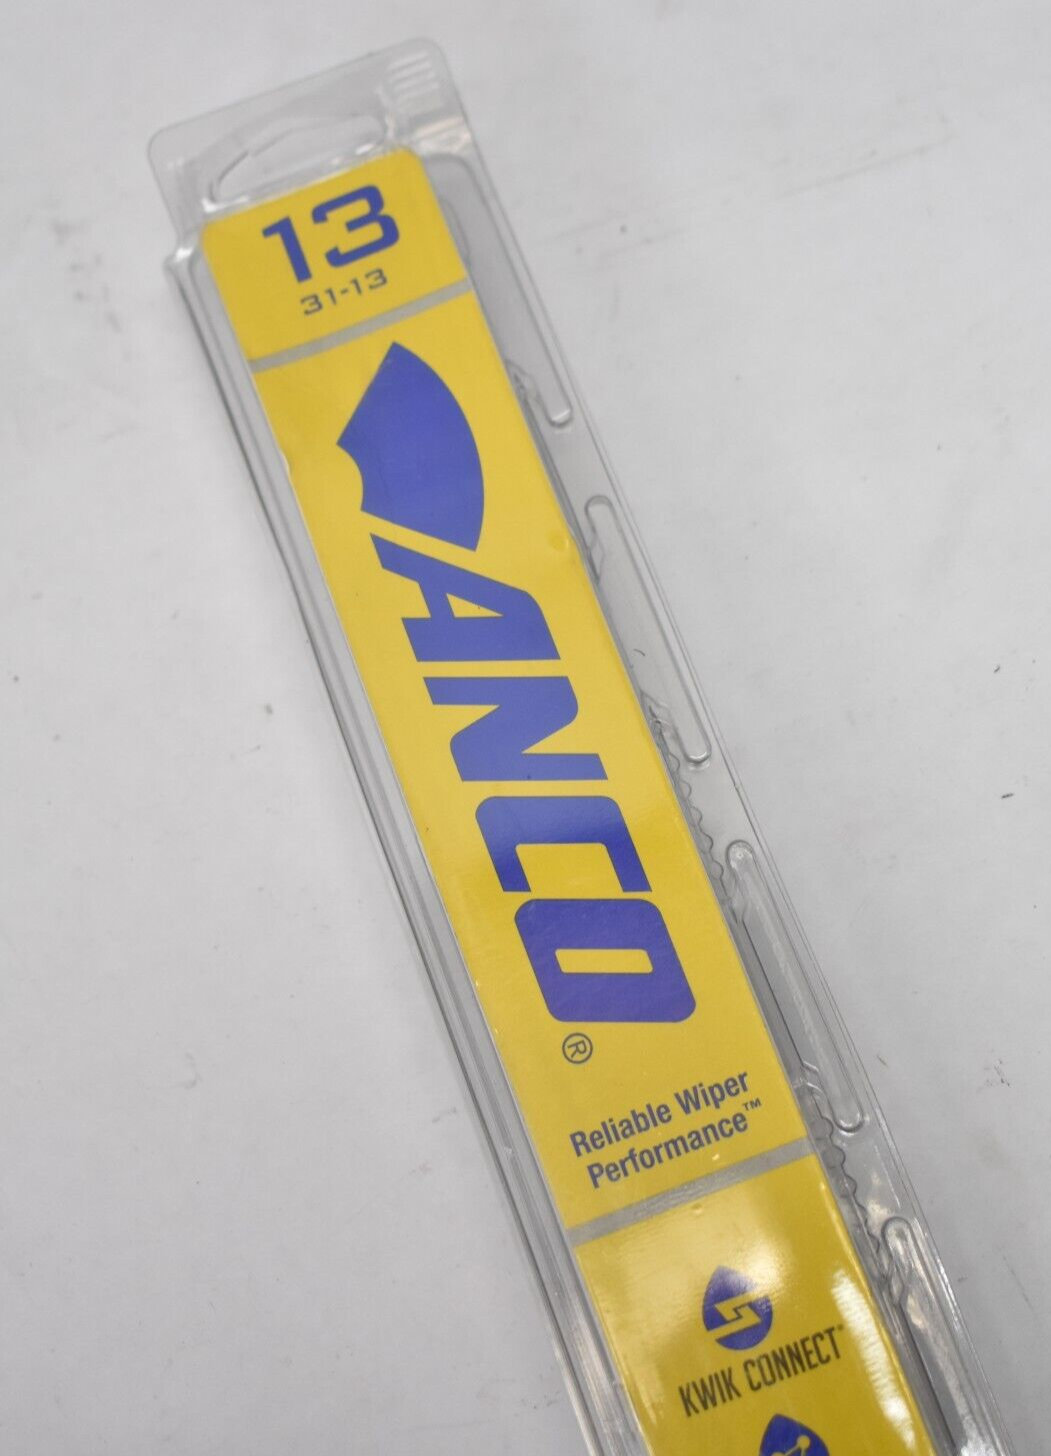 13
31-13
ANCO®
Reliable Wiper
Performance™
KWIK CONNECT®